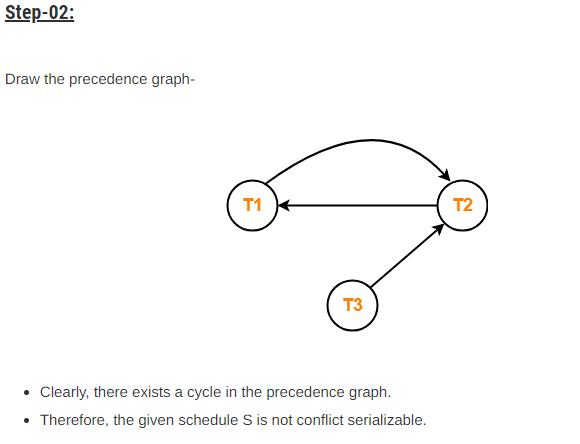 Step-02:
Draw the precedence graph-
T1
T2
T3
• Clearly, there exists a cycle in the precedence graph.
• Therefore, the given schedule S is not conflict serializable.